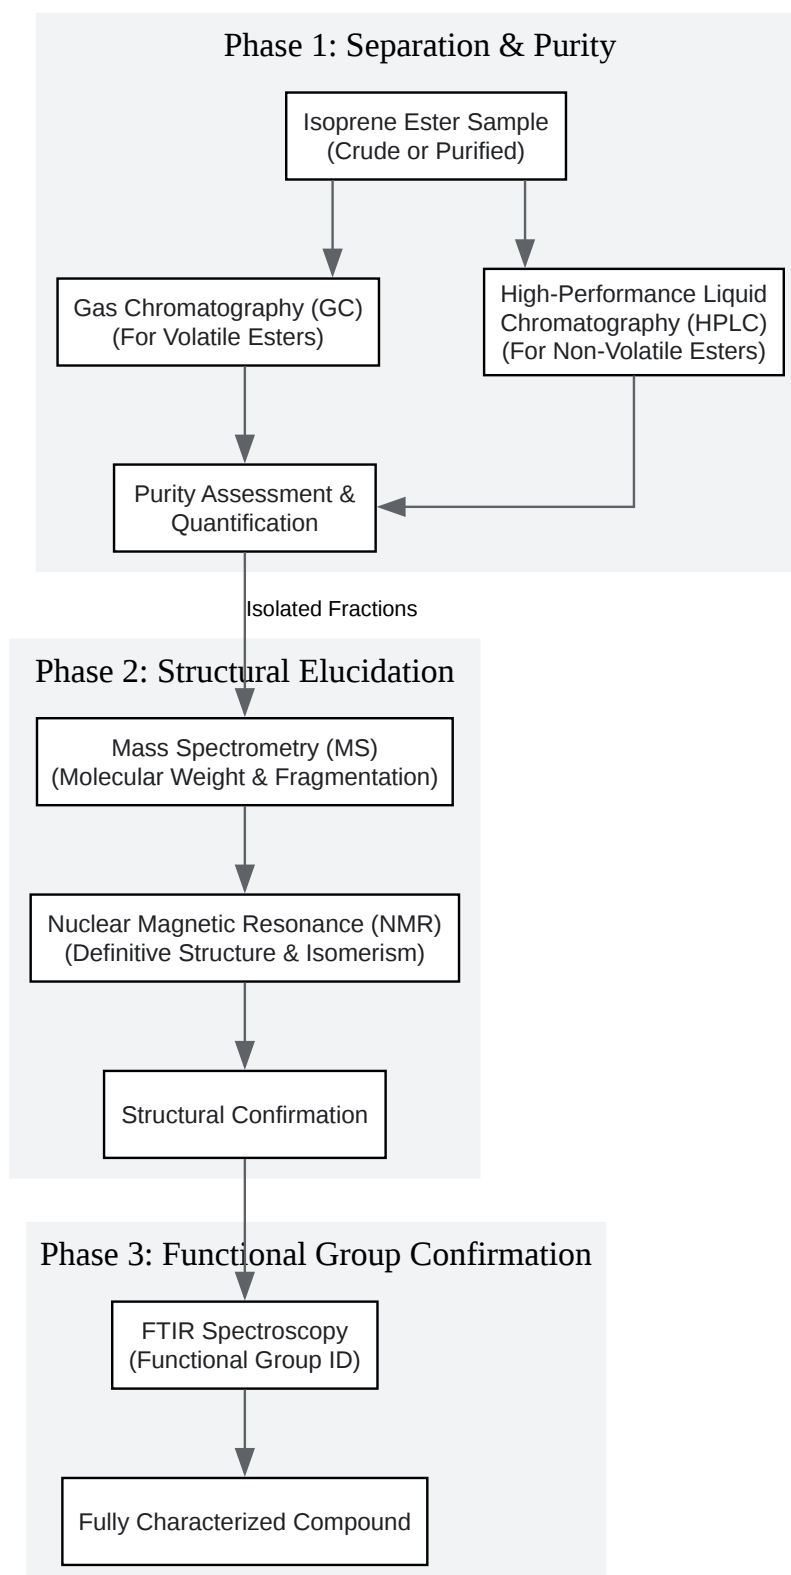 Phase 1: Separation & Purity
Isoprene Ester Sample
(Crude or Purified)
Gas Chromatography (GC)
(For Volatile Esters)
High-Performance Liquid
Chromatography (HPLC)
(For Non-Volatile Esters)
Purity Assessment &
Quantification
Isolated Fractions
Phase 2: Structural Elucidation
Mass Spectrometry (MS)
(Molecular Weight & Fragmentation)
Nuclear Magnetic Resonance (NMR)
(Definitive Structure & Isomerism)
Structural Confirmation
Phase 3: Functional Group Confirmation
FTIR Spectroscopy
(Functional Group ID)
Fully Characterized Compound